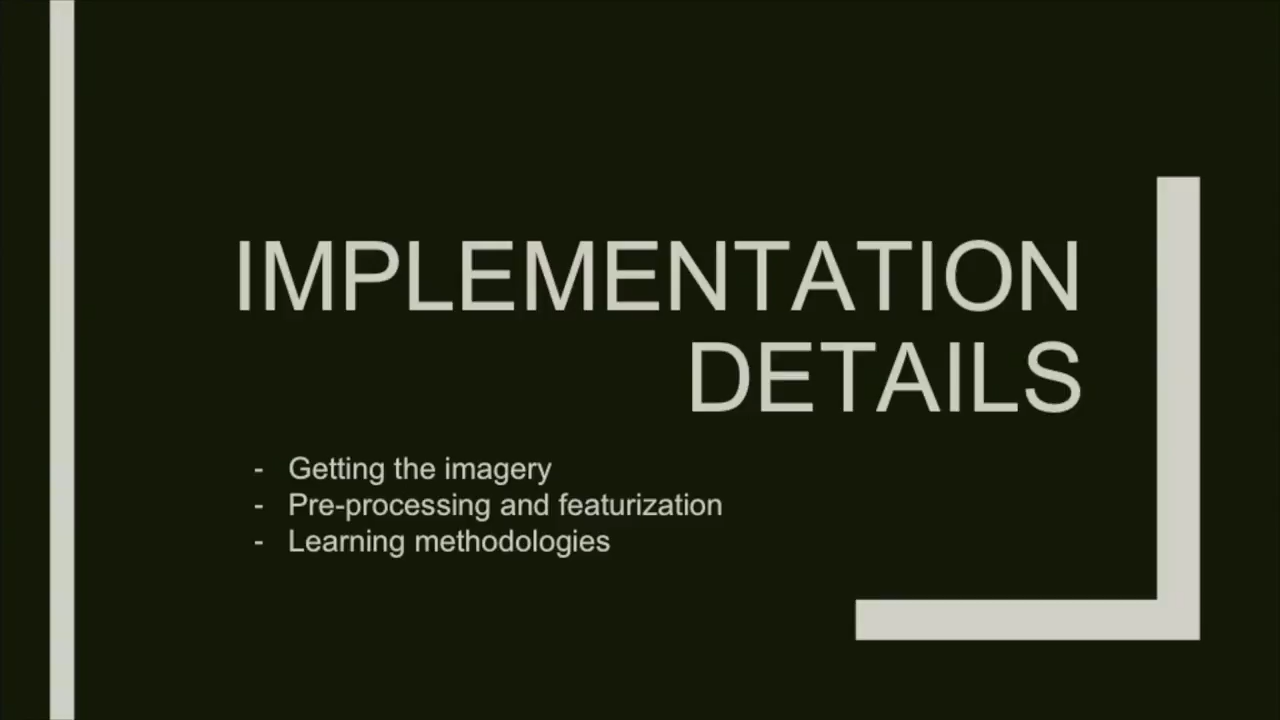 IMPLEMENTATION
DETAILS
- Getting the imagery
- Pre-processing and featurization
- Learning methodologies